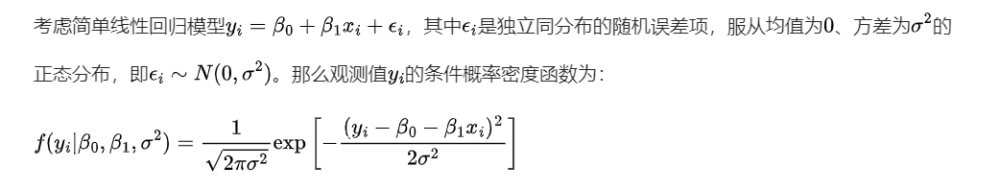 考虑简单线性回归模型$y_i = \beta_0 + \beta_1 x_i + \epsilon_i$，其中$\epsilon_i$是独立同分布的随机误差项，服从均值为0、方差为$\sigma^2$的
正态分布，即$\epsilon_i \sim N(0, \sigma^2)$。那么观测值$y_i$的条件概率密度函数为：
$f(y_i|\beta_0, \beta_1, \sigma^2) = \frac{1}{\sqrt{2\pi\sigma^2}} \exp\left[-\frac{(y_i - \beta_0 - \beta_1 x_i)^2}{2\sigma^2}\right]$